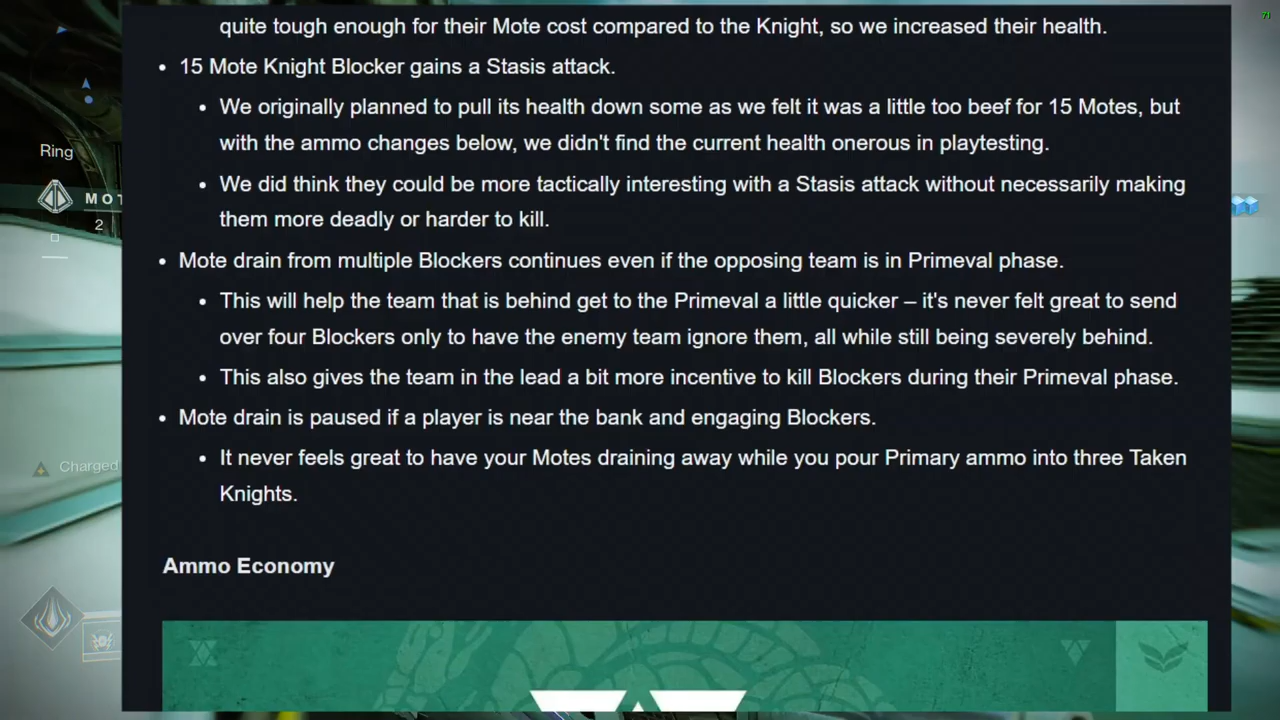 71
quite tough enough for their Mote cost compared to the Knight, so we increased their health.
15 Mote Knight Blocker gains a Stasis attack.
We originally planned to pull its health down some as we felt it was a little too beef for 15 Motes, but
with the ammo changes below, we didn't find the current health onerous in playtesting.
We did think they could be more tactically interesting with a Stasis attack without necessarily making
them more deadly or harder to kill.
Mote drain from multiple Blockers continues even if the opposing team is in Primeval phase.
This will help the team that is behind get to the Primeval a little quicker – it's never felt great to send
over four Blockers only to have the enemy team ignore them, all while still being severely behind.
This also gives the team in the lead a bit more incentive to kill Blockers during their Primeval phase.
Mote drain is paused if a player is near the bank and engaging Blockers.
It never feels great to have your Motes draining away while you pour Primary ammo into three Taken
Knights.
Ammo Economy
Ring
MOT
2
Charged